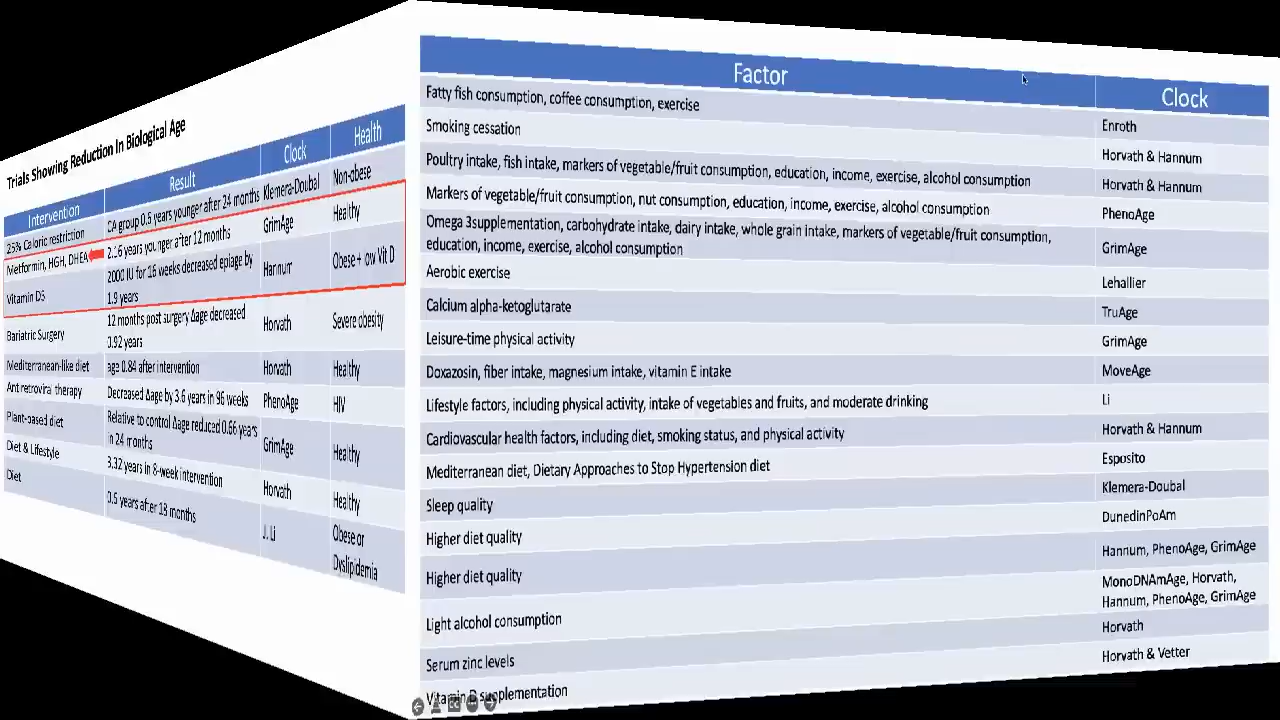 Trials Showing Reduction In Biological Age
Intervention Result Clock Health
25% Caloric restriction CA group 0.6 years younger after 24 months Klemera-Doubal Non-obese
Metformin, HGH, DHEA 2.16 years younger after 12 months GrimAge Healthy
Vitamin D3 2000 IU for 16 weeks decreased epiage by
1.9 years Hannum Obese + low Vit D
Bariatric Surgery 12 months post surgery Δage decreased
0.92 years Horvath Severe obesity
Mediterranean-like diet age 0.84 after intervention Horvath Healthy
Antiretroviral therapy Decreased Δage by 3.6 years in 96 weeks PhenoAge HIV
Plant-based diet Relative to control Δage reduced 0.66 years
in 24 months GrimAge Healthy
Diet & Lifestyle 3.32 years in 8-week intervention Horvath Healthy
Diet 0.5 years after 18 months J. Li Obese or
Dyslipidemia
Factor Clock
Fatty fish consumption, coffee consumption, exercise Enroth
Smoking cessation Horvath & Hannum
Poultry intake, fish intake, markers of vegetable/fruit consumption, education, income, exercise, alcohol consumption Horvath & Hannum
Markers of vegetable/fruit consumption, nut consumption, education, income, exercise, alcohol consumption PhenoAge
Omega 3supplementation, carbohydrate intake, dairy intake, whole grain intake, markers of vegetable/fruit consumption,
education, income, exercise, alcohol consumption GrimAge
Aerobic exercise Lehallier
Calcium alpha-ketoglutarate TruAge
Leisure-time physical activity GrimAge
Doxazosin, fiber intake, magnesium intake, vitamin E intake MoveAge
Lifestyle factors, including physical activity, intake of vegetables and fruits, and moderate drinking Li
Cardiovascular health factors, including diet, smoking status, and physical activity Horvath & Hannum
Mediterranean diet, Dietary Approaches to Stop Hypertension diet Esposito
Sleep quality Klemera-Doubal
Higher diet quality DunedinPoAm
Higher diet quality Hannum, PhenoAge, GrimAge
Light alcohol consumption MonoDNAmAge, Horvath,
Hannum, PhenoAge, GrimAge
Serum zinc levels Horvath
Vitamin D supplementation Horvath & Vetter